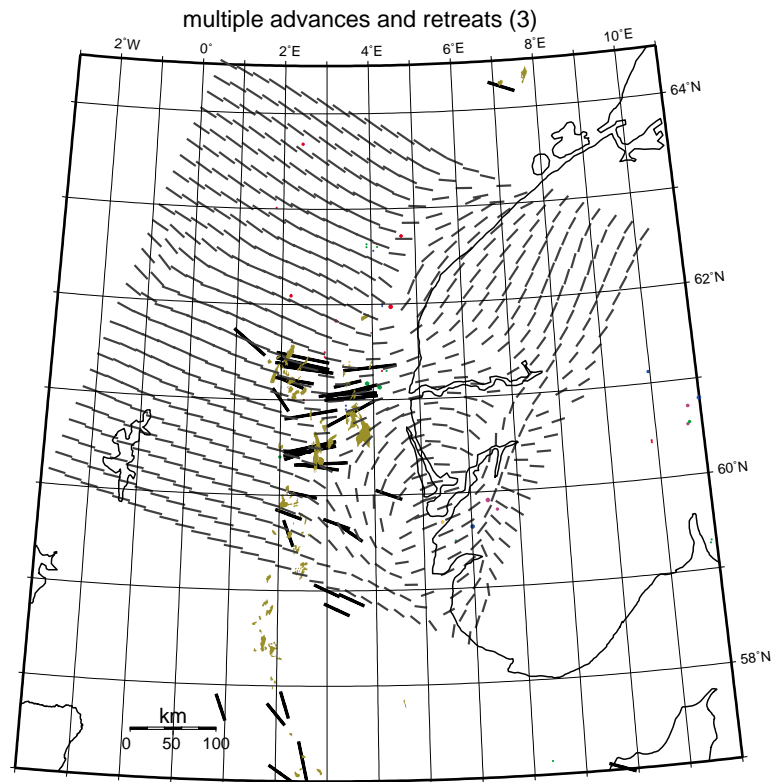 multiple advances and retreats (3)
2˚W
0˚
2˚E
4˚E
6˚E
8˚E
10˚E
64˚N
62˚N
60˚N
58˚N
km
0 50 100